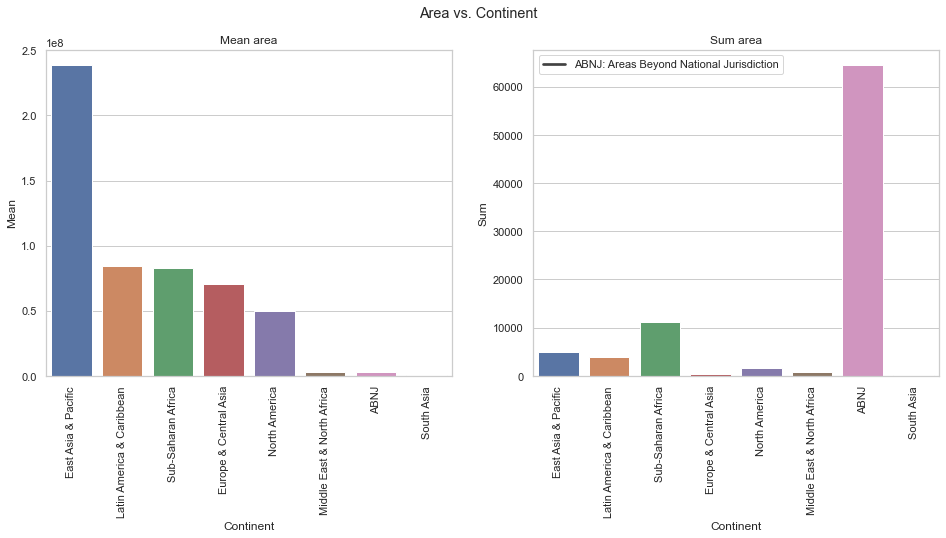 Area vs. Continent
Mean area
1e8
2.5
2.0
1.5
1.0
0.5
0.0
Mean
East Asia & Pacific
Latin America & Caribbean
Sub-Saharan Africa
Europe & Central Asia
North America
Middle East & North Africa
ABNJ
South Asia
Continent
Sum area
ABNJ: Areas Beyond National Jurisdiction
60000
50000
40000
30000
20000
10000
0
Sum
East Asia & Pacific
Latin America & Caribbean
Sub-Saharan Africa
Europe & Central Asia
North America
Middle East & North Africa
ABNJ
South Asia
Continent